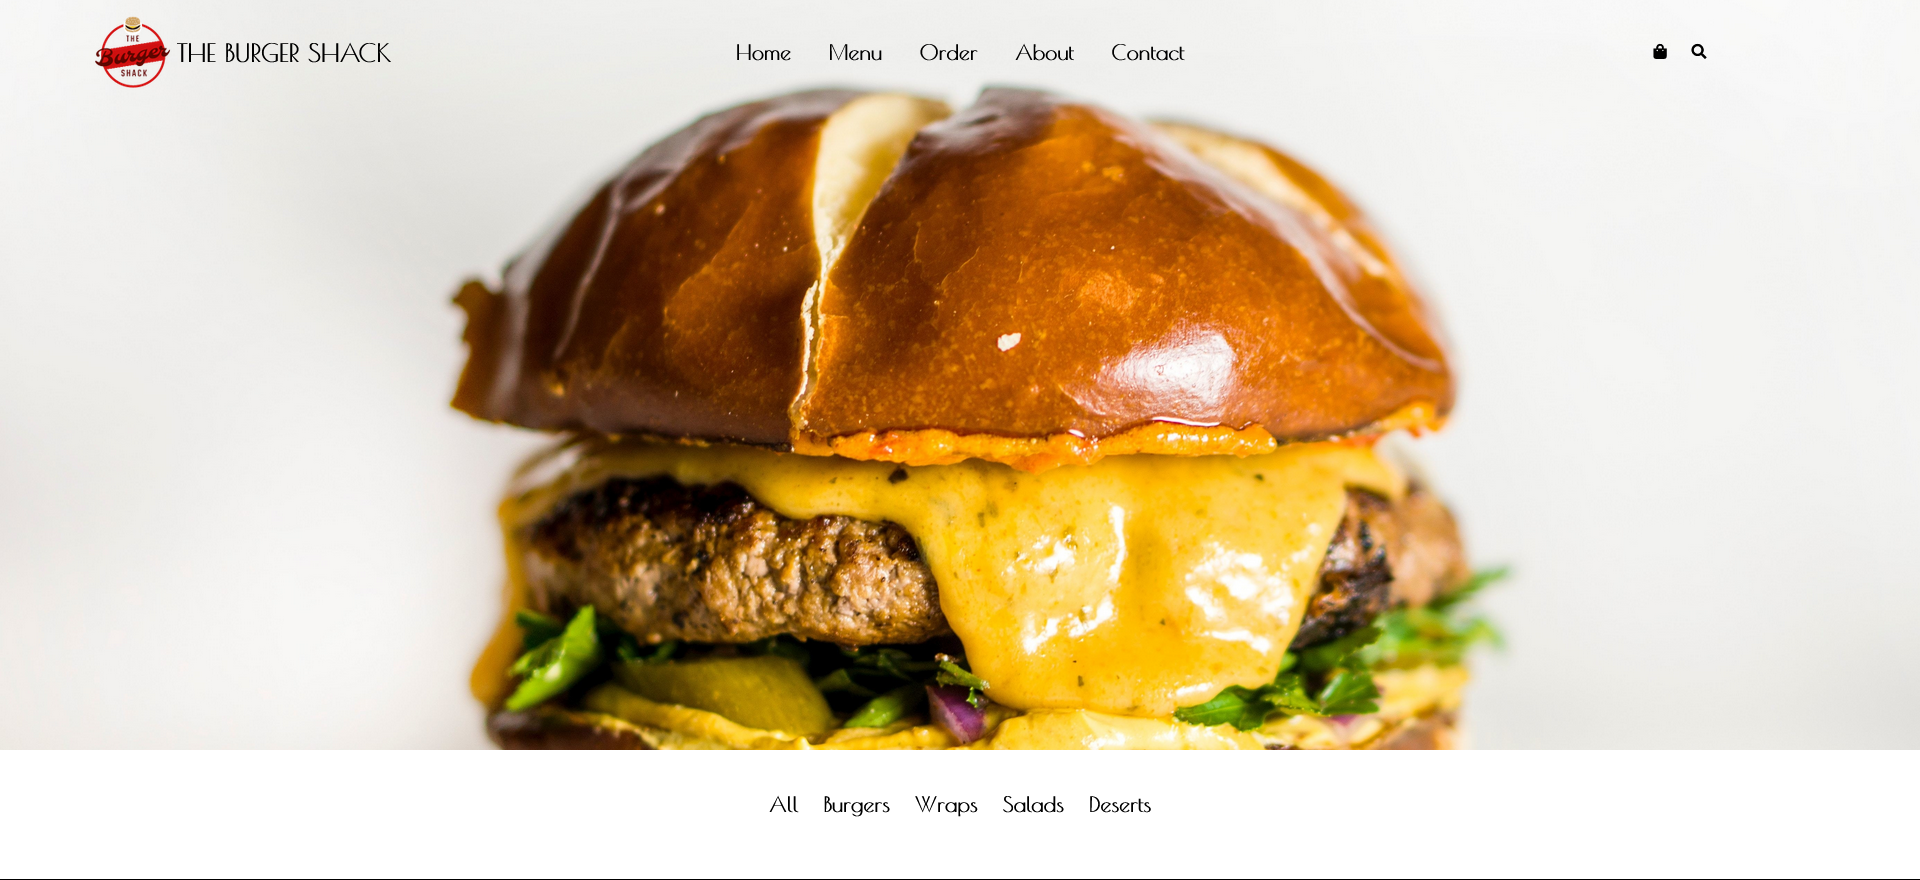 THE
Burger
SHACK
THE BURGER SHACK
Home Menu Order About Contact
All Burgers Wraps Salads Deserts